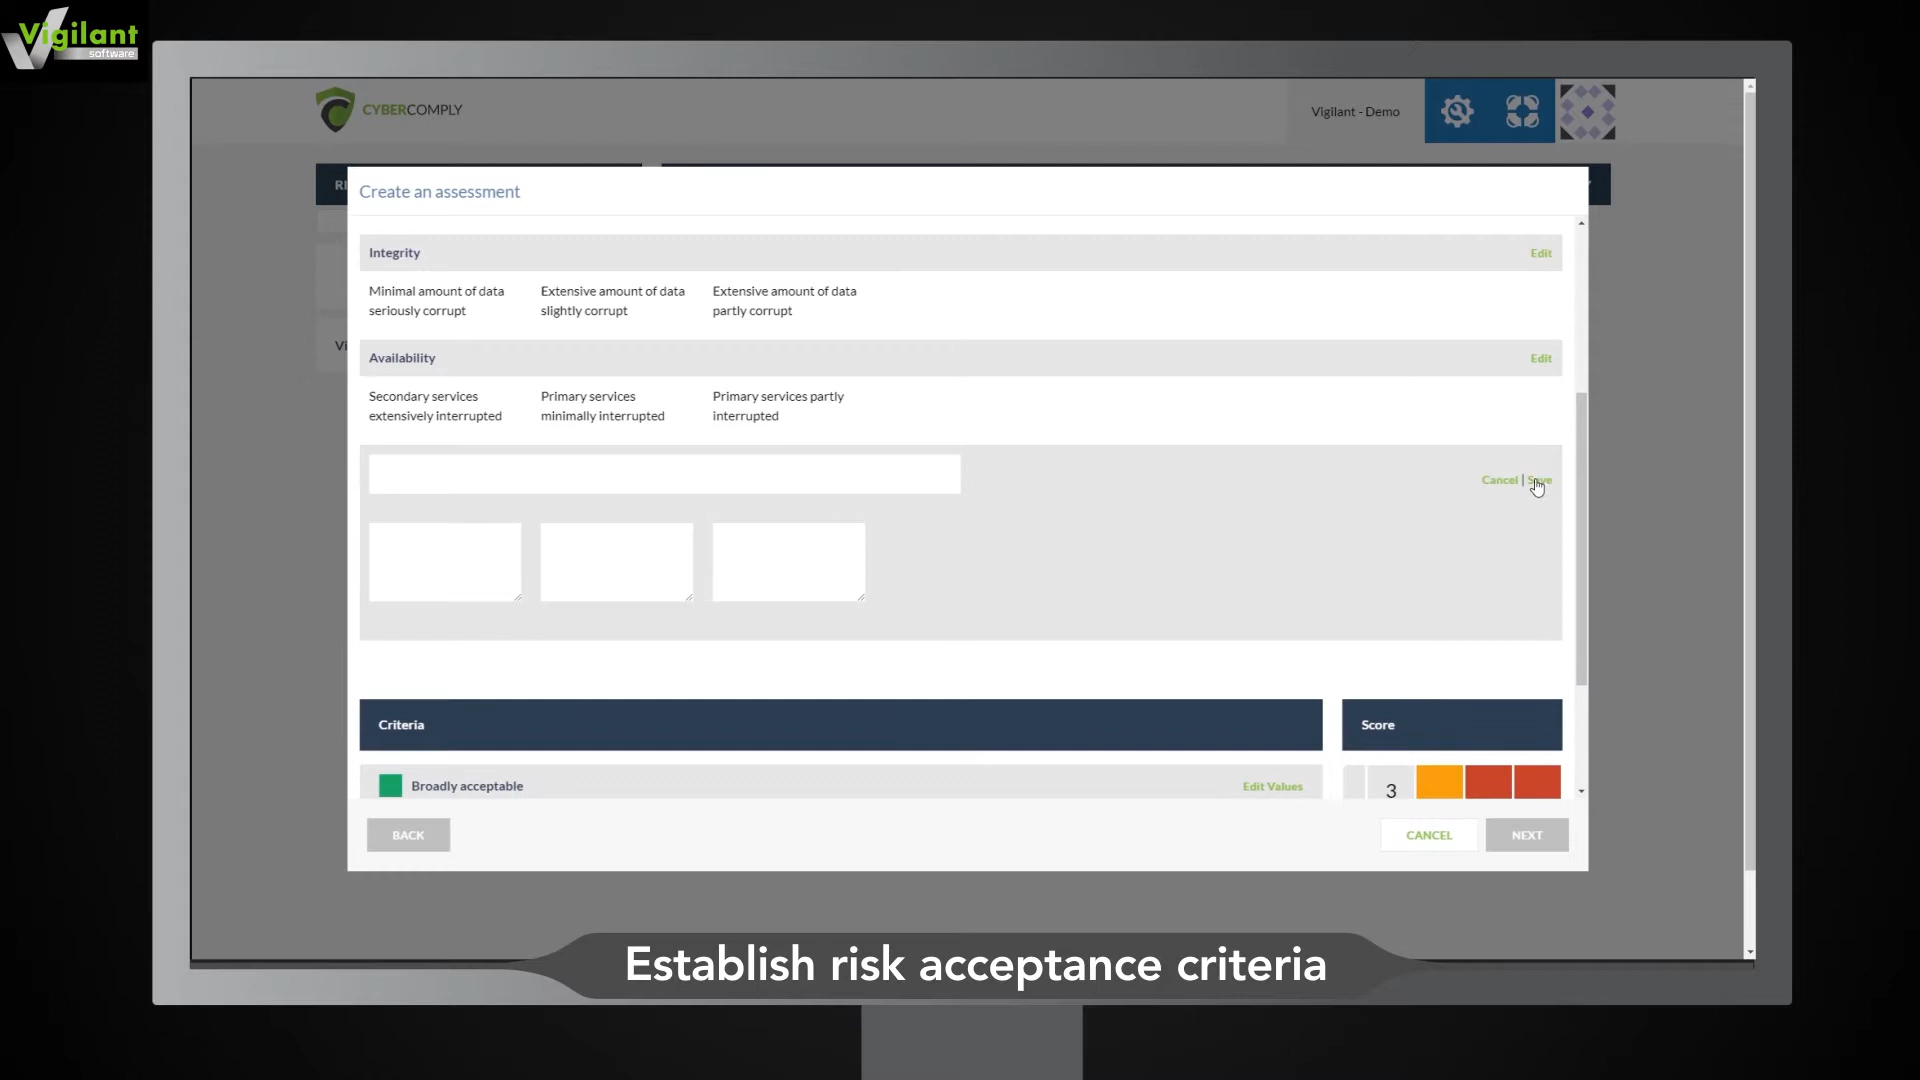 Vigilant
software
CYBERCOMPLY
Vigilant - Demo
Create an assessment
Integrity
Edit
Minimal amount of data
seriously corrupt
Extensive amount of data
slightly corrupt
Extensive amount of data
partly corrupt
Availability
Edit
Secondary services
extensively interrupted
Primary services
minimally interrupted
Primary services partly
interrupted
Cancel | Save
Criteria
Score
Broadly acceptable
Edit Values
3
BACK
CANCEL
NEXT
Establish risk acceptance criteria